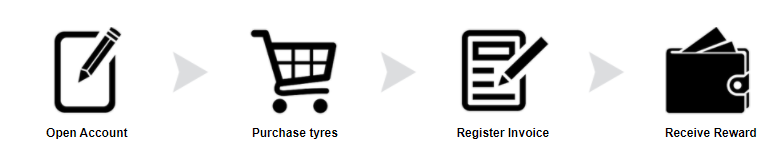 Open Account
Purchase tyres
Register Invoice
Receive Reward